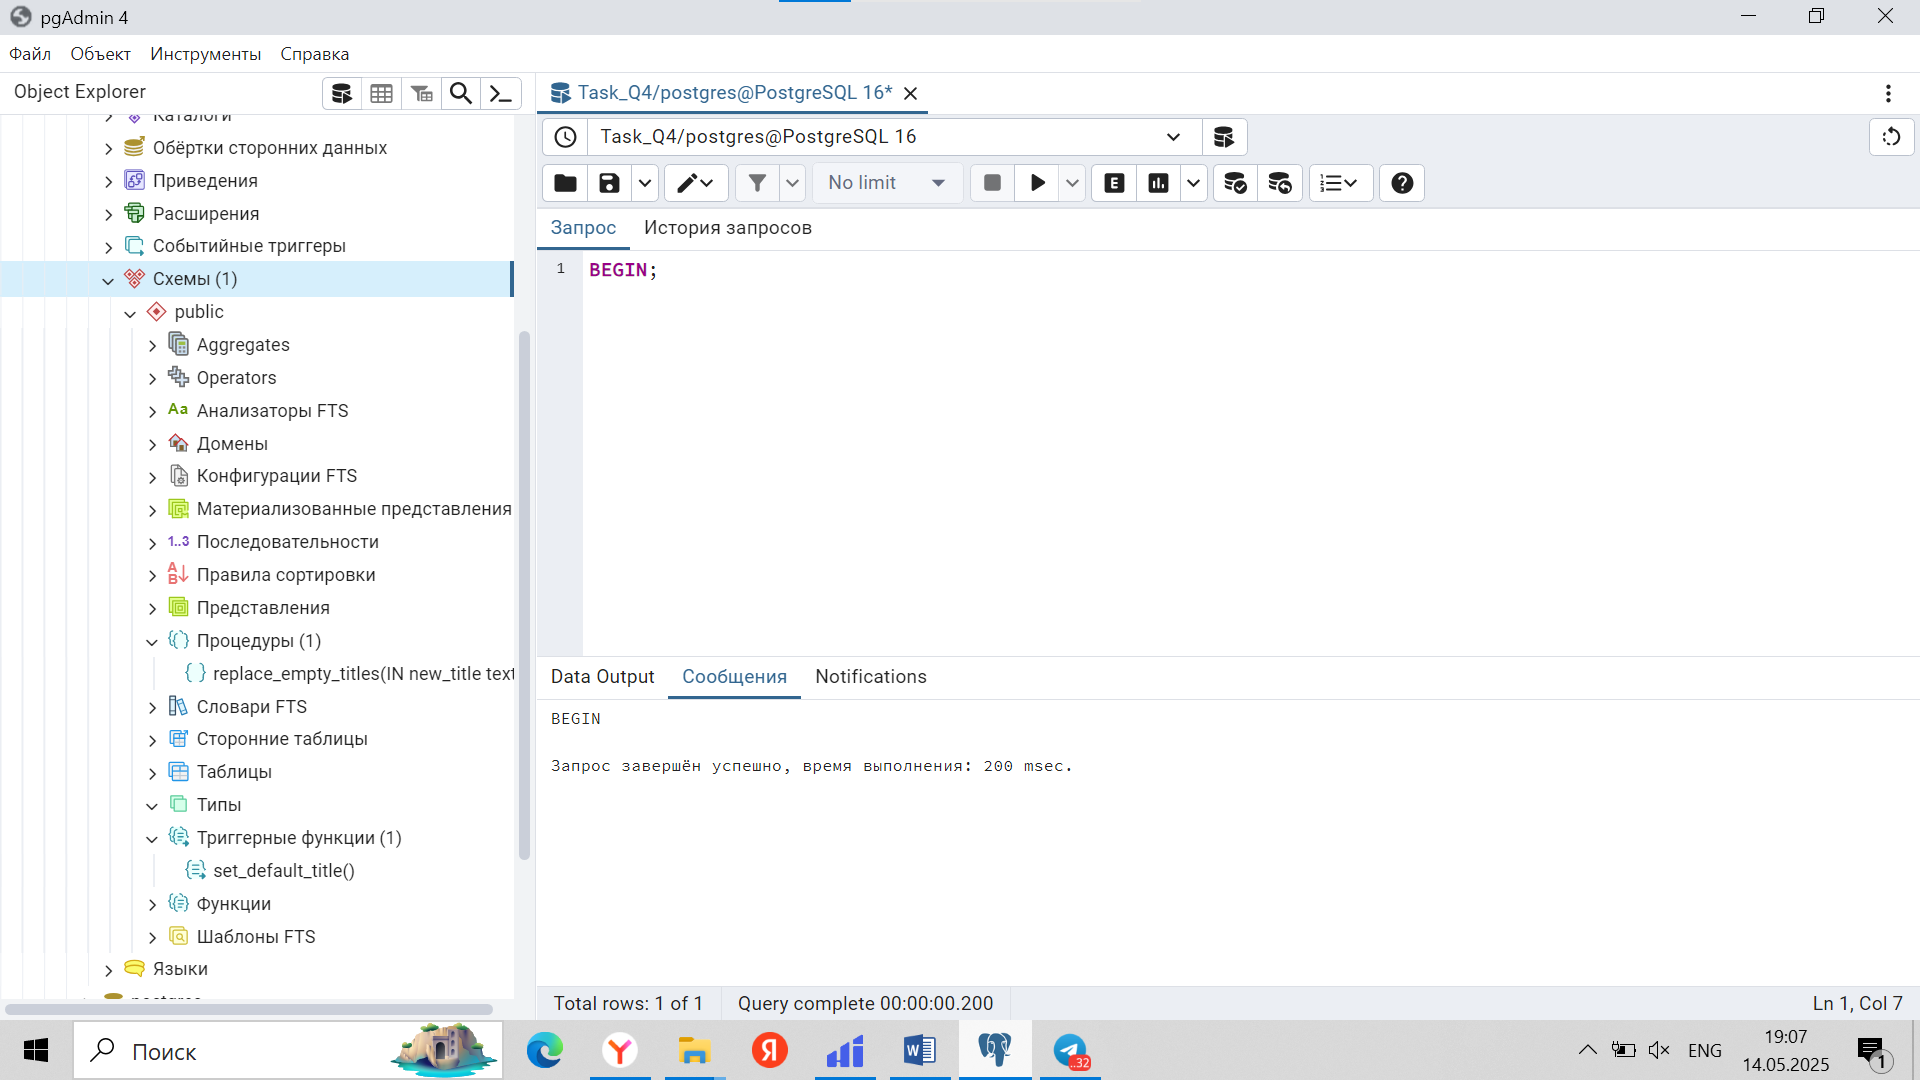 pgAdmin 4
Файл Объект Инструменты Справка
Object Explorer
Каталоги
Обёртки сторонних данных
Приведения
Расширения
Событийные триггеры
Схемы (1)
public
Aggregates
Operators
Анализаторы FTS
Домены
Конфигурации FTS
Материализованные представления
Последовательности
Правила сортировки
Представления
Процедуры (1)
replace_empty_titles(IN new_title text
Словари FTS
Сторонние таблицы
Таблицы
Типы
Триггерные функции (1)
set_default_title()
Функции
Шаблоны FTS
Языки
Task_Q4/postgres@PostgreSQL 16*
Task_Q4/postgres@PostgreSQL 16
No limit
E
Запрос История запросов
1 BEGIN;
Data Output Сообщения Notifications
BEGIN
Запрос завершён успешно, время выполнения: 200 msec.
Total rows: 1 of 1 Query complete 00:00:00.200 Ln 1, Col 7
Поиск
..32
ENG
19:07
14.05.2025
1